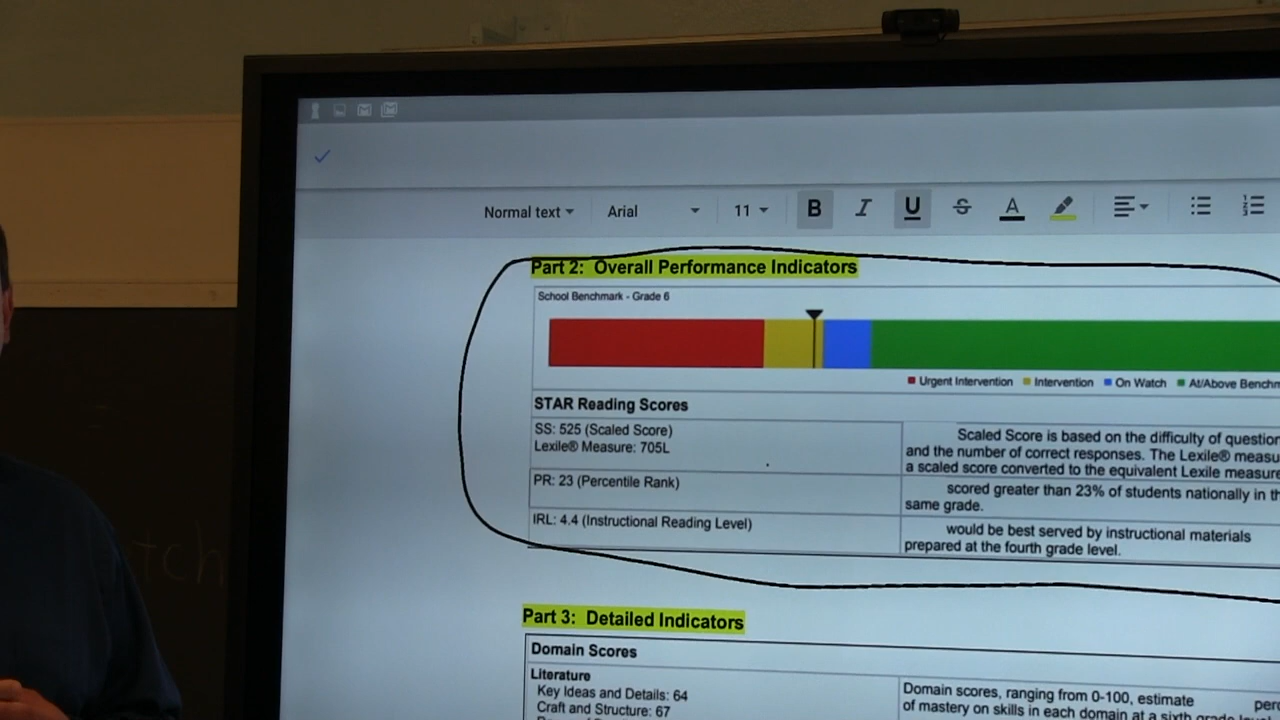 Normal text
Arial
11
B I U S A
Part 2: Overall Performance Indicators
School Benchmark - Grade 6
Urgent Intervention Intervention On Watch At/Above Benchm
STAR Reading Scores
SS: 525 (Scaled Score)
Lexile® Measure: 705L
Scaled Score is based on the difficulty of question
and the number of correct responses. The Lexile® measu
a scaled score converted to the equivalent Lexile measure
PR: 23 (Percentile Rank)
scored greater than 23% of students nationally in th
same grade.
IRL: 4.4 (Instructional Reading Level)
would be best served by instructional materials
prepared at the fourth grade level.
Part 3: Detailed Indicators
Domain Scores
Literature
Key Ideas and Details: 64
Craft and Structure: 67
Domain scores, ranging from 0-100, estimate perc
of mastery on skills in each domain at a sixth grade